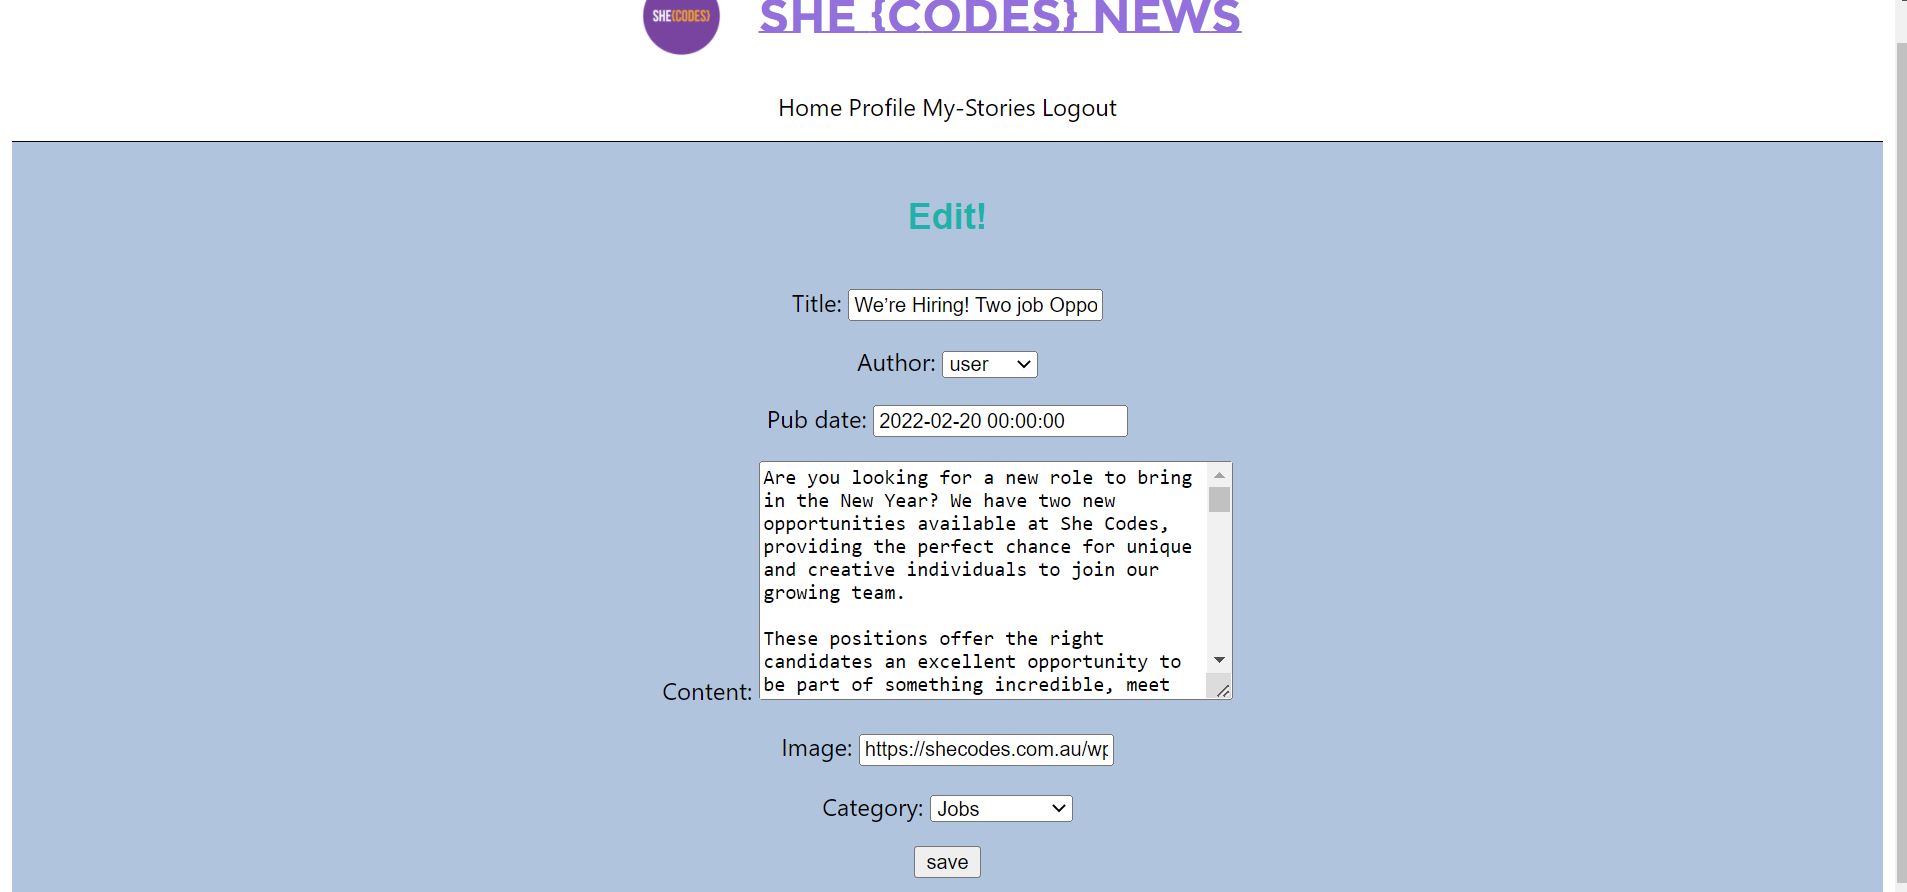 SHE{CODES}
SHE {CODES} NEWS
Home Profile My-Stories Logout
Edit!
Title: We’re Hiring! Two job Oppo
Author: user
Pub date: 2022-02-20 00:00:00
Are you looking for a new role to bring
in the New Year? We have two new
opportunities available at She Codes,
providing the perfect chance for unique
and creative individuals to join our
growing team.
These positions offer the right
candidates an excellent opportunity to
be part of something incredible, meet
Content:
Image: https://shecodes.com.au/wp
Category: Jobs
save